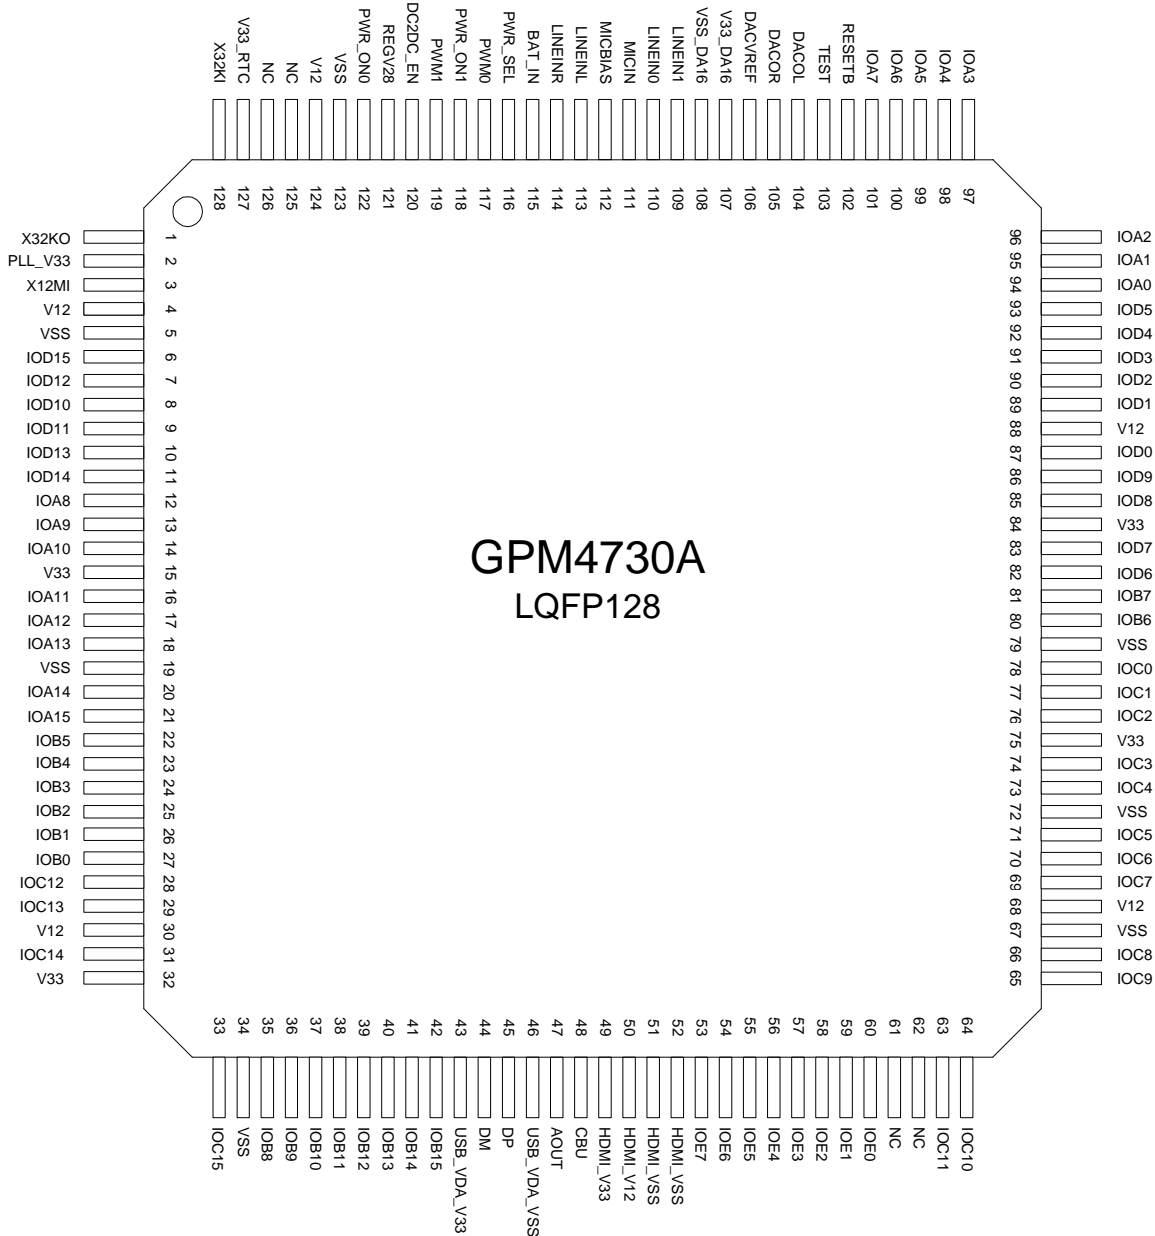 X32KI V33_RTC NC NC V12 VSS PWR_ON0 REGV28 DC2DC_EN PWM1 PWR_ON1 PWM0 PWR_SEL BAT_IN LINEINR LINEINL MICBIAS MICIN LINEIN0 LINEIN1 VSS_DA16 V33_DA16 DACVREF DACOR DACOL TEST RESETB IOA7 IOA6 IOA5 IOA4 IOA3
128 127 126 125 124 123 122 121 120 119 118 117 116 115 114 113 112 111 110 109 108 107 106 105 104 103 102 101 100 99 98 97
X32KO 1 96 IOA2
PLL_V33 2 95 IOA1
X12MI 3 94 IOA0
V12 4 93 IOD5
VSS 5 92 IOD4
IOD15 6 91 IOD3
IOD12 7 90 IOD2
IOD10 8 89 IOD1
IOD11 9 88 V12
IOD13 10 87 IOD0
IOD14 11 86 IOD9
IOA8 12 85 IOD8
IOA9 13 84 V33
IOA10 14 83 IOD7
V33 15 82 IOD6
IOA11 16 81 IOB7
IOA12 17 80 IOB6
IOA13 18 79 VSS
VSS 19 78 IOC0
IOA14 20 77 IOC1
IOA15 21 76 IOC2
IOB5 22 75 V33
IOB4 23 74 IOC3
IOB3 24 73 IOC4
IOB2 25 72 VSS
IOB1 26 71 IOC5
IOB0 27 70 IOC6
IOC12 28 69 IOC7
IOC13 29 68 V12
V12 30 67 VSS
IOC14 31 66 IOC8
V33 32 65 IOC9
GPM4730A
LQFP128
33 34 35 36 37 38 39 40 41 42 43 44 45 46 47 48 49 50 51 52 53 54 55 56 57 58 59 60 61 62 63 64
IOC15 VSS IOB8 IOB9 IOB10 IOB11 IOB12 IOB13 IOB14 IOB15 USB_VDA_V33 DM DP USB_VDA_VSS AOUT CBU HDMI_V33 HDMI_V12 HDMI_VSS HDMI_VSS IOE7 IOE6 IOE5 IOE4 IOE3 IOE2 IOE1 IOE0 NC NC IOC11 IOC10